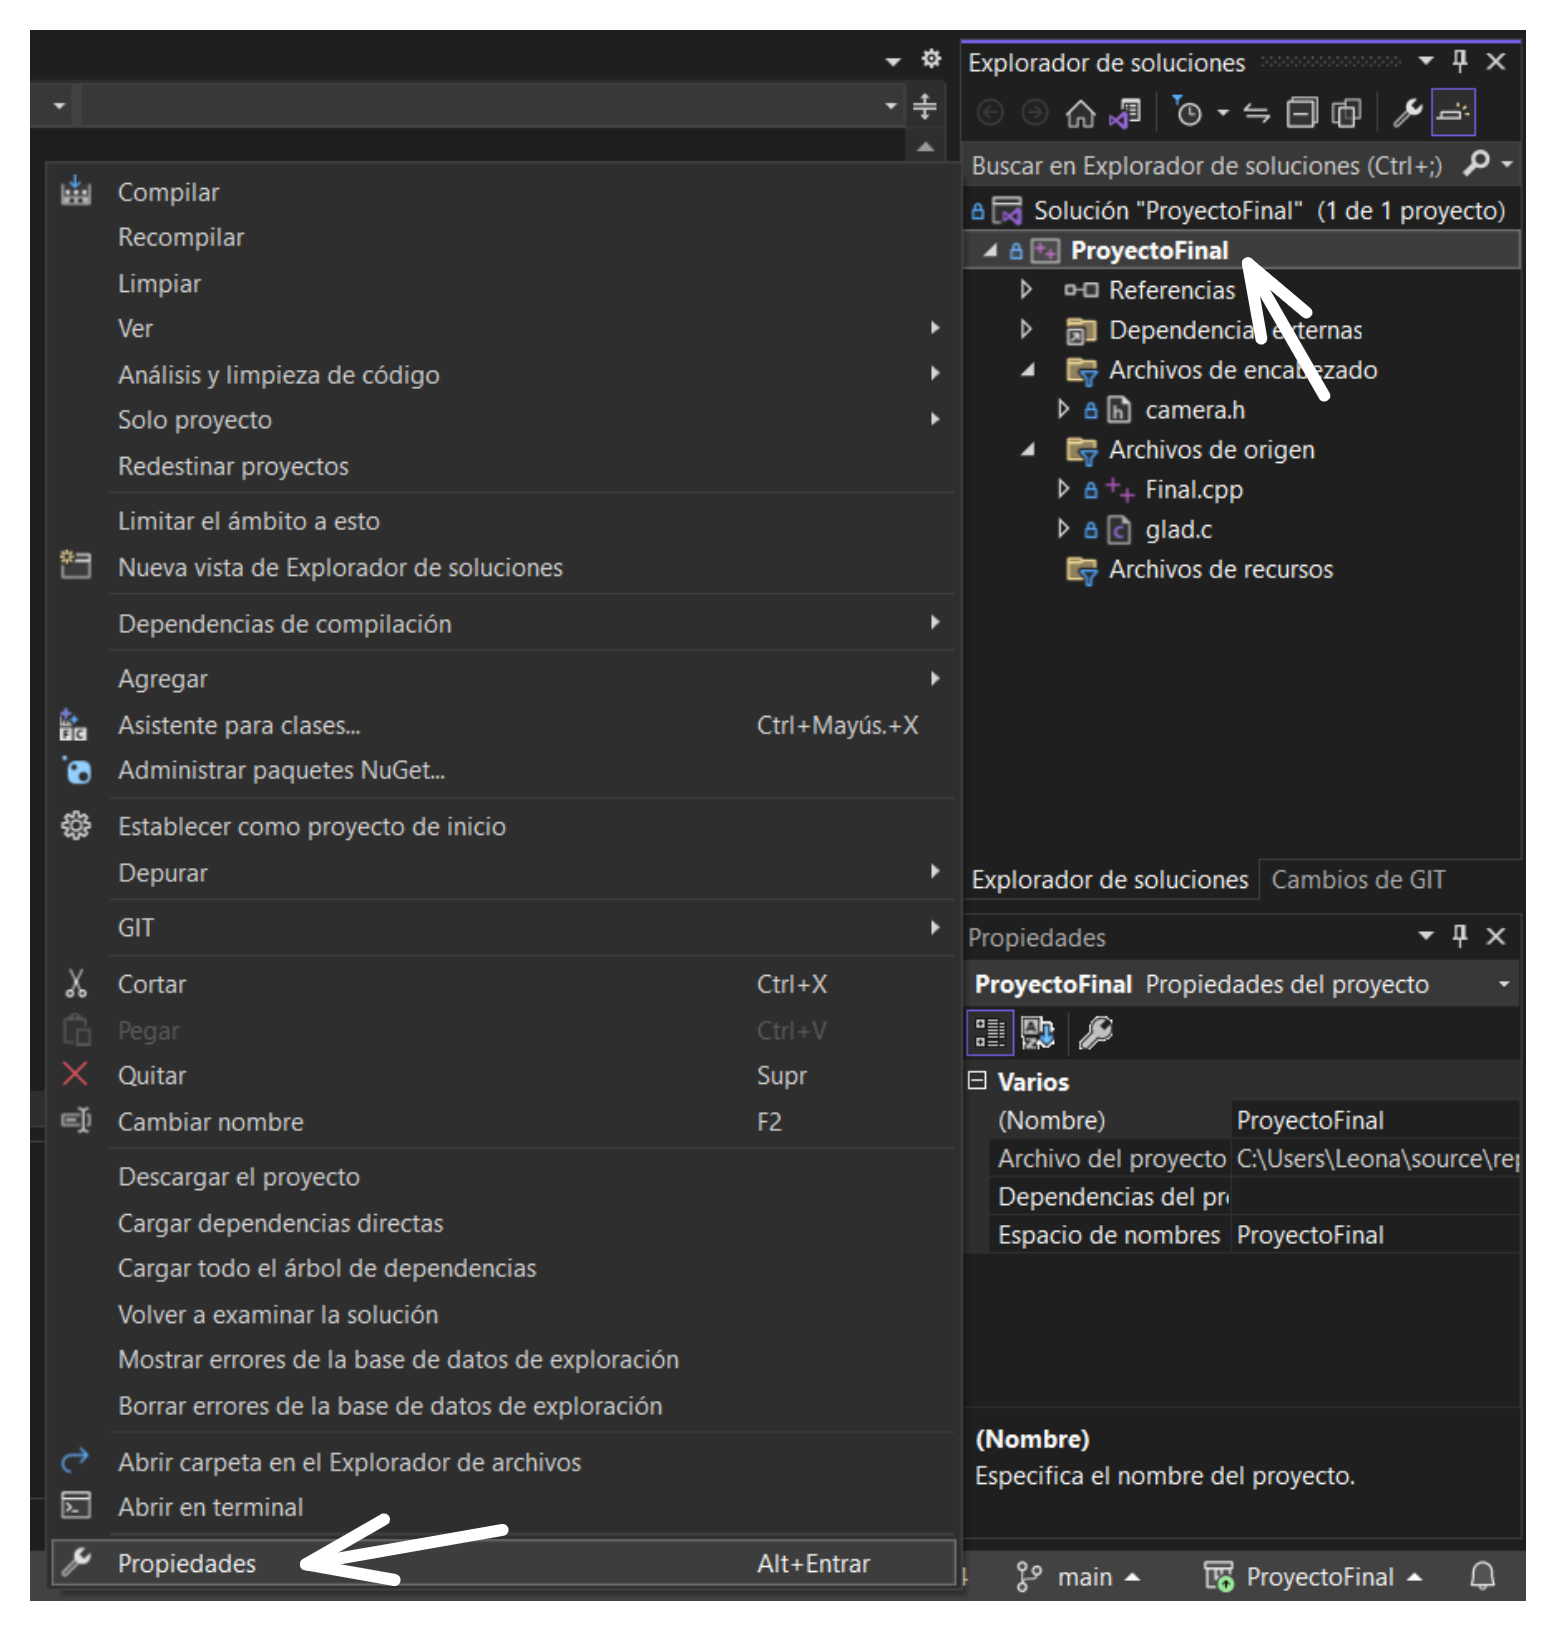 Compilar
Recompilar
Limpiar
Ver
Análisis y limpieza de código
Solo proyecto
Redestinar proyectos
Limitar el ámbito a esto
Nueva vista de Explorador de soluciones
Dependencias de compilación
Agregar
Asistente para clases... Ctrl+Mayús.+X
Administrar paquetes NuGet...
Establecer como proyecto de inicio
Depurar
GIT
Cortar Ctrl+X
Pegar Ctrl+V
Quitar Supr
Cambiar nombre F2
Descargar el proyecto
Cargar dependencias directas
Cargar todo el árbol de dependencias
Volver a examinar la solución
Mostrar errores de la base de datos de exploración
Borrar errores de la base de datos de exploración
Abrir carpeta en el Explorador de archivos
Abrir en terminal
Propiedades Alt+Entrar
Explorador de soluciones
Buscar en Explorador de soluciones (Ctrl+;)
Solución "ProyectoFinal" (1 de 1 proyecto)
ProyectoFinal
Referencias
Dependencias externas
Archivos de encabezado
camera.h
Archivos de origen
Final.cpp
glad.c
Archivos de recursos
Explorador de soluciones Cambios de GIT
Propiedades
ProyectoFinal Propiedades del proyecto
Varios
(Nombre) ProyectoFinal
Archivo del proyecto C:\Users\Leona\source\rep
Dependencias del pr
Espacio de nombres ProyectoFinal
(Nombre)
Especifica el nombre del proyecto.
main ProyectoFinal